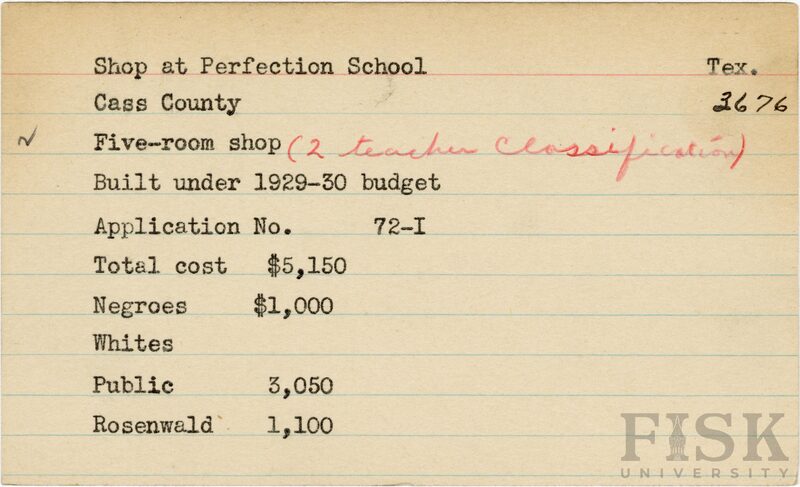 Shop at Perfection School Tex.
Cass County 3676
✓ Five-room shop (2 teacher classification)
Built under 1929-30 budget
Application No. 72-I
Total cost $5,150
Negroes $1,000
Whites
Public 3,050
Rosenwald 1,100
FISK
UNIVERSITY